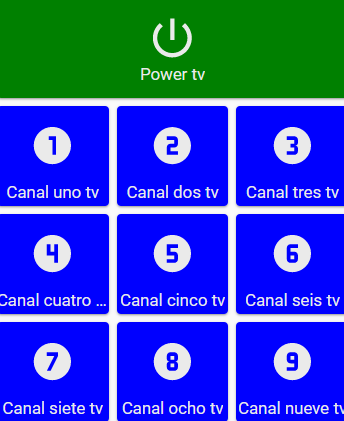 Power tv
1 2 3
Canal uno tv Canal dos tv Canal tres tv
4 5 6
Canal cuatro ... Canal cinco tv Canal seis tv
7 8 9
Canal siete tv Canal ocho tv Canal nueve tv